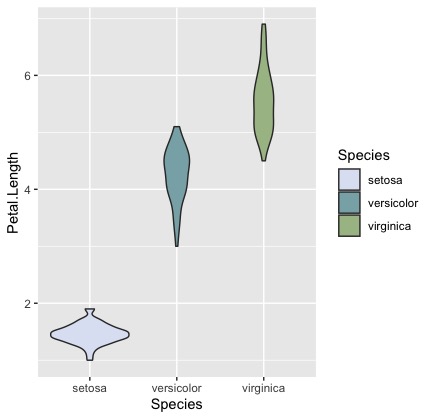 Petal.Length
6
4
2
setosa
versicolor
virginica
Species
Species
setosa
versicolor
virginica